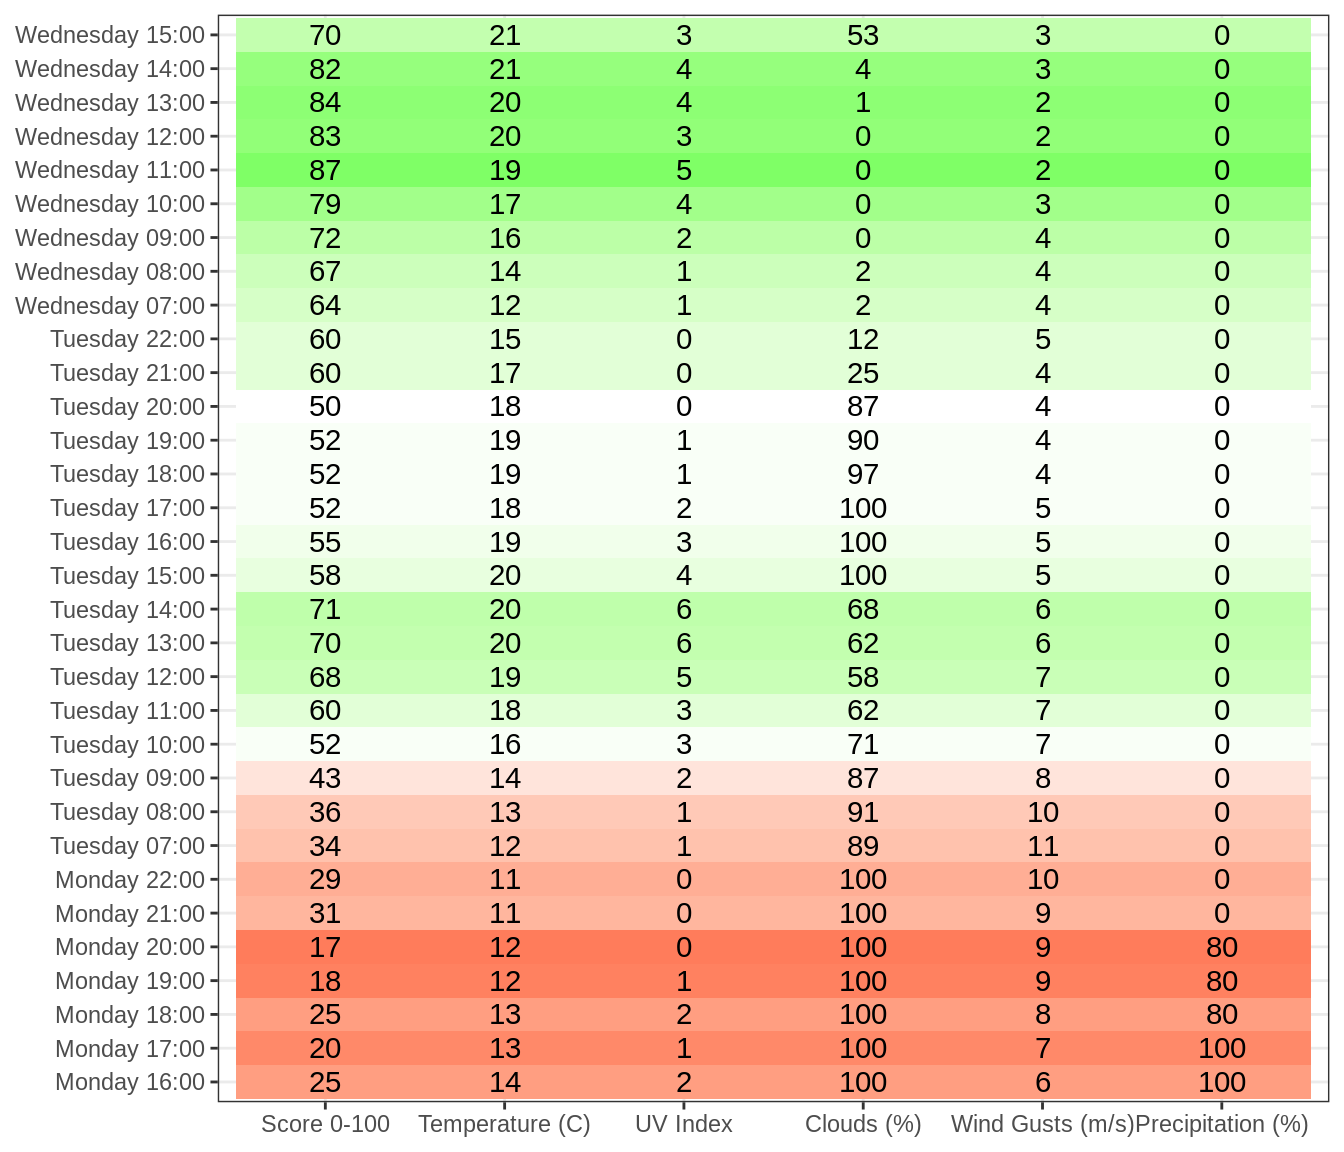 Wednesday 15:00 70 21 3 53 3 0
Wednesday 14:00 82 21 4 4 3 0
Wednesday 13:00 84 20 4 1 2 0
Wednesday 12:00 83 20 3 0 2 0
Wednesday 11:00 87 19 5 0 2 0
Wednesday 10:00 79 17 4 0 3 0
Wednesday 09:00 72 16 2 0 4 0
Wednesday 08:00 67 14 1 2 4 0
Wednesday 07:00 64 12 1 2 4 0
Tuesday 22:00 60 15 0 12 5 0
Tuesday 21:00 60 17 0 25 4 0
Tuesday 20:00 50 18 0 87 4 0
Tuesday 19:00 52 19 1 90 4 0
Tuesday 18:00 52 19 1 97 4 0
Tuesday 17:00 52 18 2 100 5 0
Tuesday 16:00 55 19 3 100 5 0
Tuesday 15:00 58 20 4 100 5 0
Tuesday 14:00 71 20 6 68 6 0
Tuesday 13:00 70 20 6 62 6 0
Tuesday 12:00 68 19 5 58 7 0
Tuesday 11:00 60 18 3 62 7 0
Tuesday 10:00 52 16 3 71 7 0
Tuesday 09:00 43 14 2 87 8 0
Tuesday 08:00 36 13 1 91 10 0
Tuesday 07:00 34 12 1 89 11 0
Monday 22:00 29 11 0 100 10 0
Monday 21:00 31 11 0 100 9 0
Monday 20:00 17 12 0 100 9 80
Monday 19:00 18 12 1 100 9 80
Monday 18:00 25 13 2 100 8 80
Monday 17:00 20 13 1 100 7 100
Monday 16:00 25 14 2 100 6 100
Score 0-100 Temperature (C) UV Index Clouds (%) Wind Gusts (m/s) Precipitation (%)